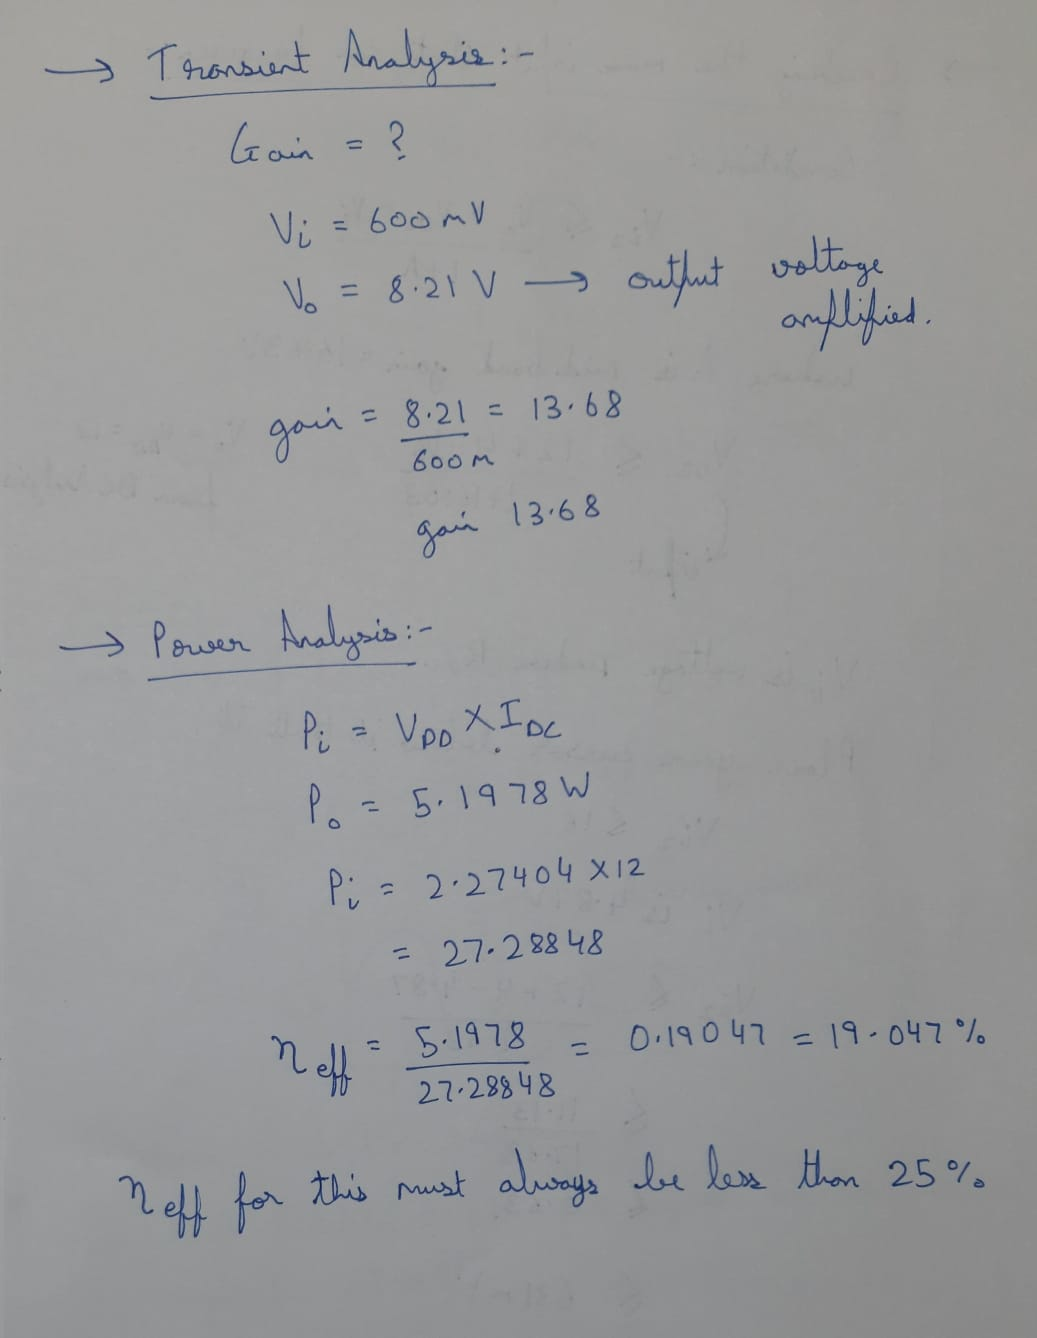 → Transient Analysis:-
Gain = ?
Vi = 600 mV
Vo = 8.21 V → output voltage amplified.
gain = 8.21 / 600 m = 13.68
gain 13.68
→ Power Analysis:-
Pi = VDD × IDC
Po = 5.1978 W
Pi = 2.27404 × 12
= 27.28848
ηeff = 5.1978 / 27.28848 = 0.19047 = 19.047 %
ηeff for this must always be less than 25 %